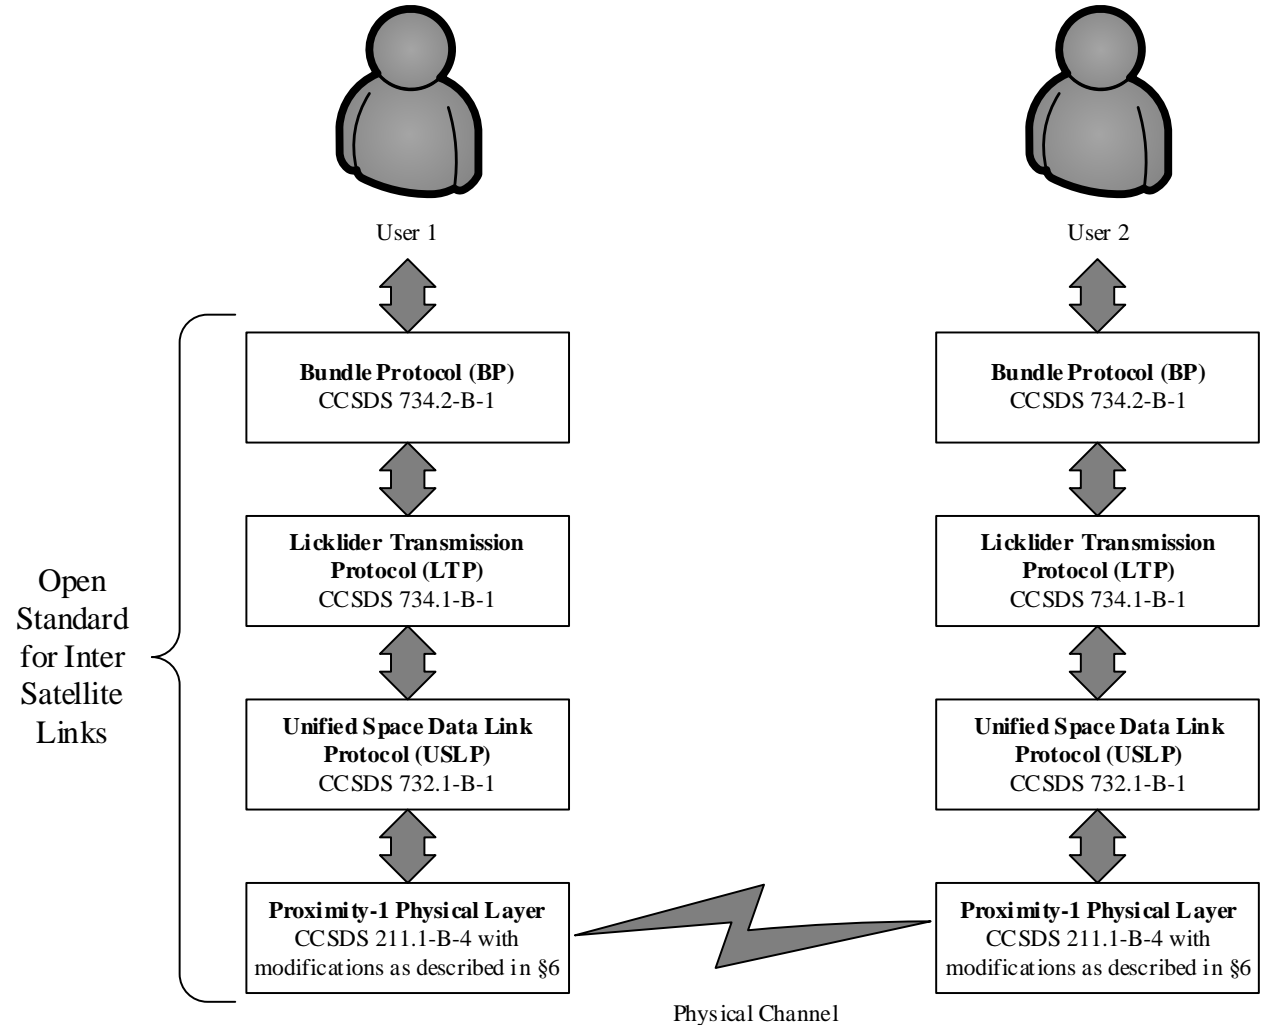 User 1
User 2
Bundle Protocol (BP)
CCSDS 734.2-B-1
Bundle Protocol (BP)
CCSDS 734.2-B-1
Licklider Transmission
Protocol (LTP)
CCSDS 734.1-B-1
Licklider Transmission
Protocol (LTP)
CCSDS 734.1-B-1
Open
Standard
for Inter
Satellite
Links
Unified Space Data Link
Protocol (USLP)
CCSDS 732.1-B-1
Unified Space Data Link
Protocol (USLP)
CCSDS 732.1-B-1
Proximity-1 Physical Layer
CCSDS 211.1-B-4 with
modifications as described in §6
Proximity-1 Physical Layer
CCSDS 211.1-B-4 with
modifications as described in §6
Physical Channel